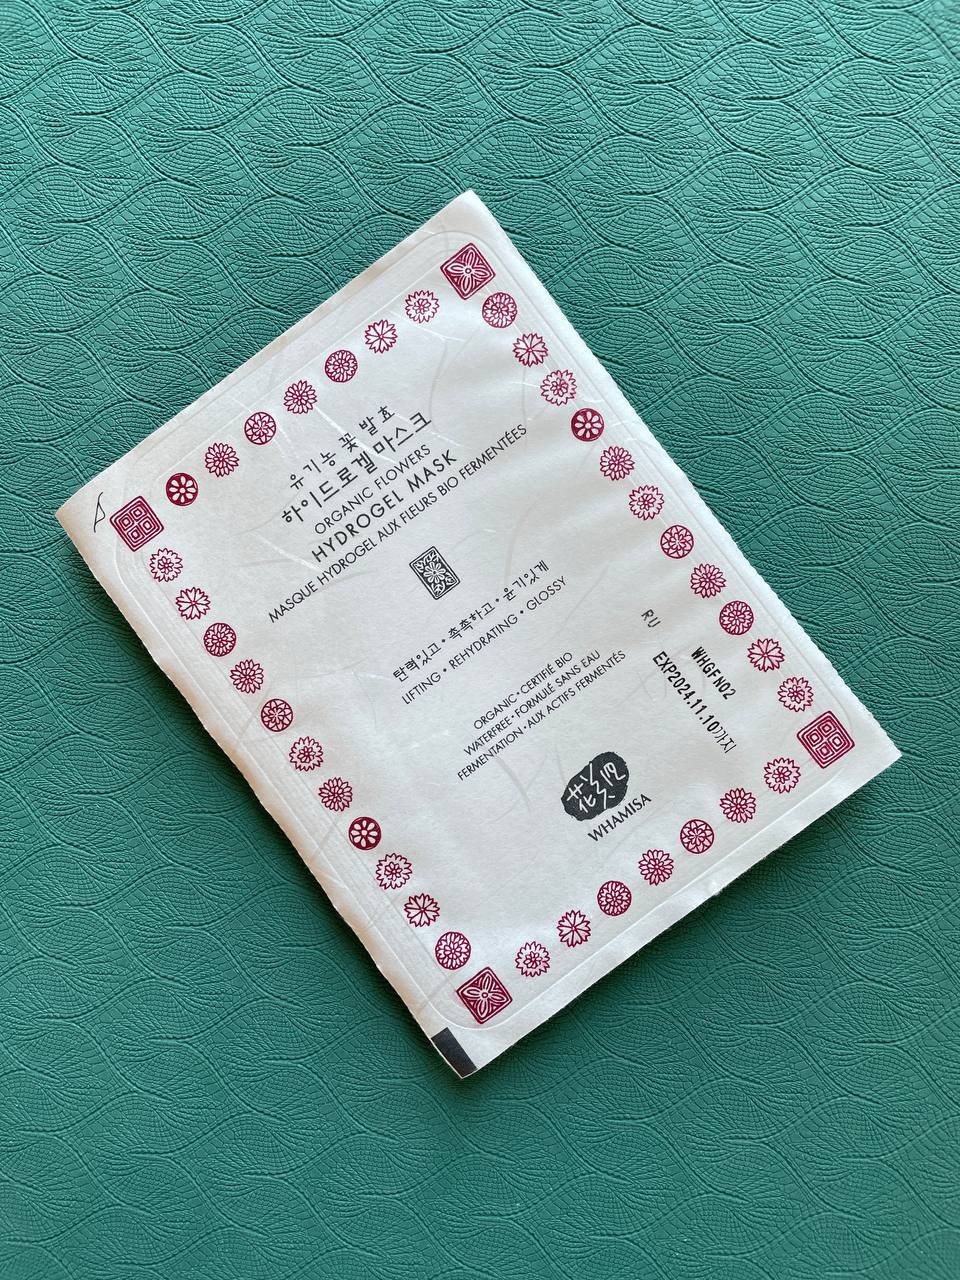 유기농 꽃 발효
하이드로겔 마스크
ORGANIC FLOWERS
HYDROGEL MASK
MASQUE HYDROGEL AUX FLEURS BIO FERMENTÉES
탄력있고 • 촉촉하고 • 윤기있게
LIFTING • REHYDRATING • GLOSSY
ORGANIC • CERTIFIÉ BIO
WATERFREE • FORMULÉ SANS EAU
FERMENTATION • AUX ACTIFS FERMENTÉS
WHAMISA
RU
WHGFN02
EXP2024.11.10까지